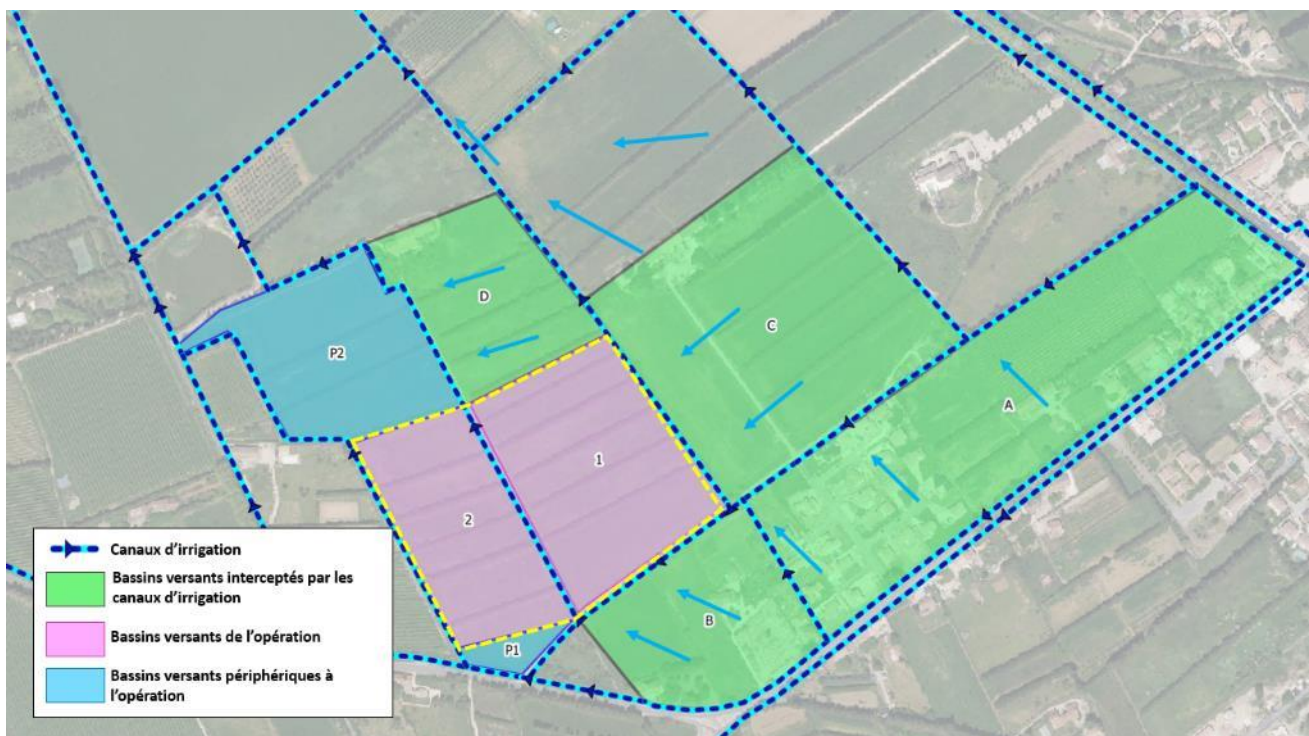 D
C
P2
A
1
2
B
P1
Canaux d'irrigation
Bassins versants interceptés par les
canaux d'irrigation
Bassins versants de l'opération
Bassins versants périphériques à
l'opération